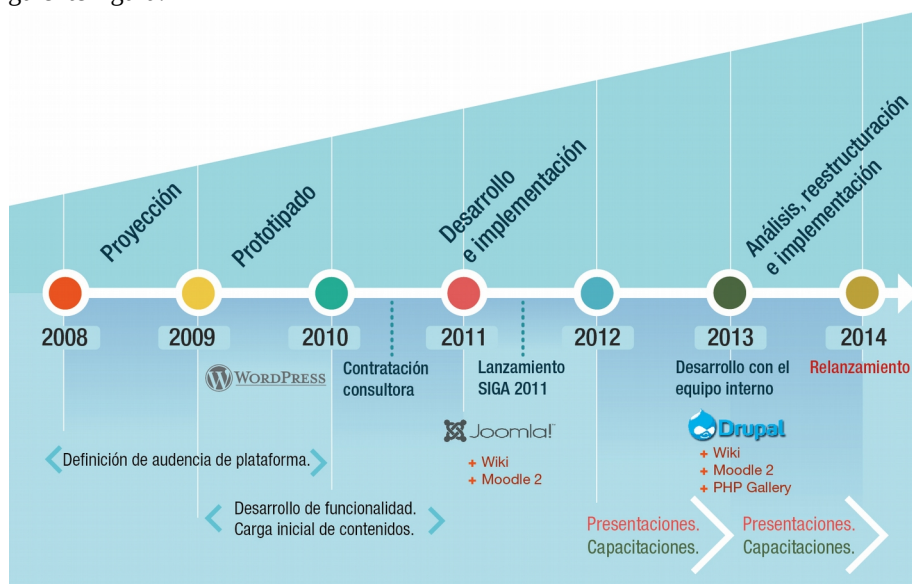 Proyección
Prototipado
Desarrollo
e implementación
Análisis, reestructuración
e implementación
2008
2009
2010
2011
2012
2013
2014
WORDPRESS
Contratación
consultora
Lanzamiento
SIGA 2011
Desarrollo con el
equipo interno
Relanzamiento
Joomla!
+ Wiki
+ Moodle 2
Drupal
+ Wiki
+ Moodle 2
+ PHP Gallery
Definición de audencia de plataforma.
Desarrollo de funcionalidad.
Carga inicial de contenidos.
Presentaciones.
Capacitaciones.
Presentaciones.
Capacitaciones.